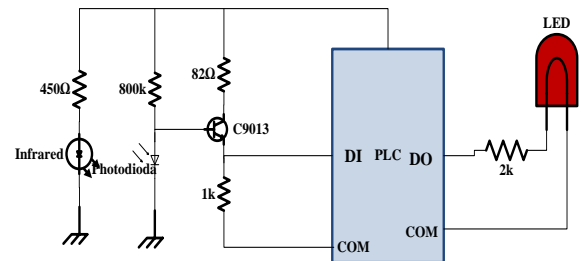 LED
450Ω
800k
82Ω
C9013
Infrared
Photodioda
DI
PLC
DO
2k
1k
COM
COM